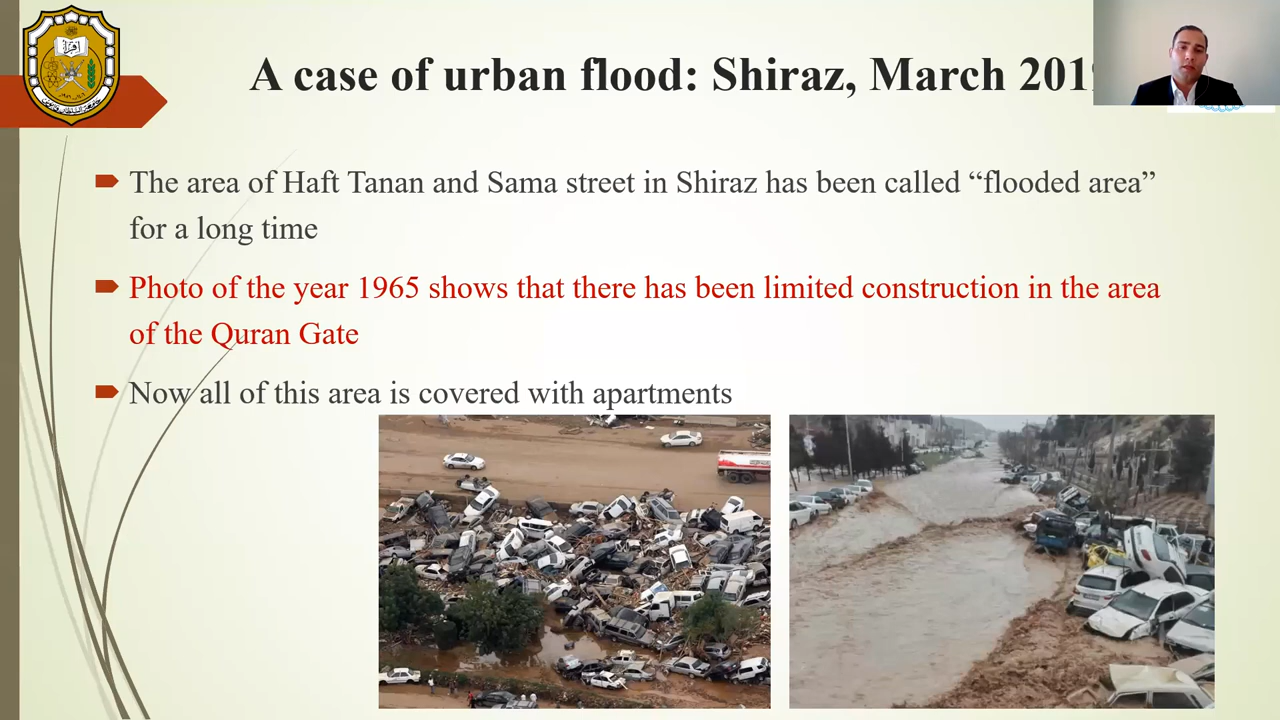 A case of urban flood: Shiraz, March 201
The area of Haft Tanan and Sama street in Shiraz has been called “flooded area”
for a long time
Photo of the year 1965 shows that there has been limited construction in the area
of the Quran Gate
Now all of this area is covered with apartments